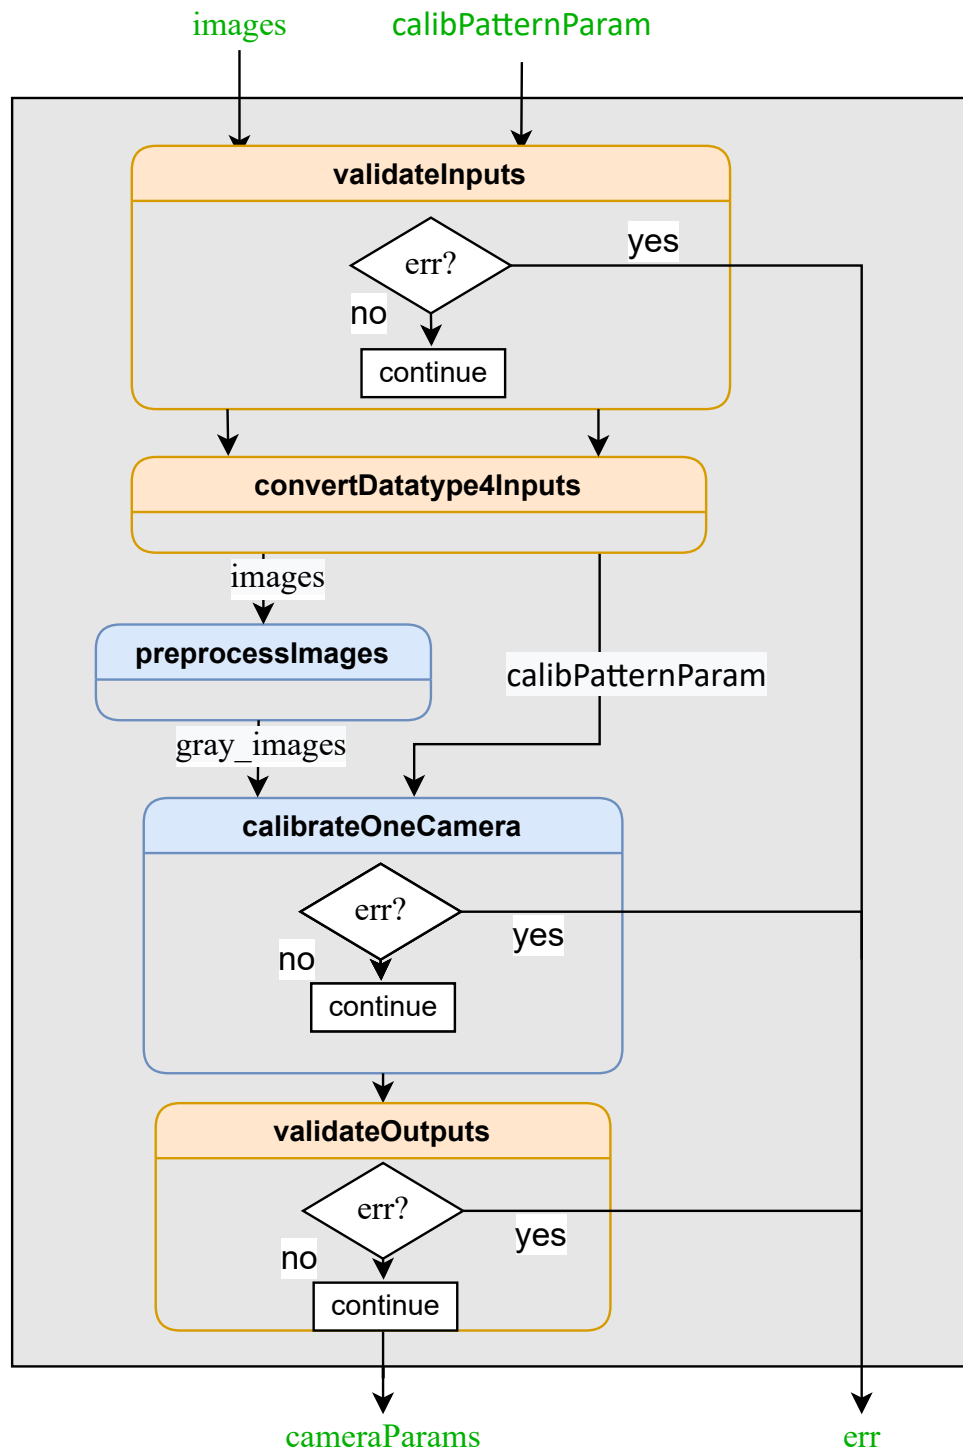 images
calibPatternParam
validateInputs
err?
yes
no
continue
convertDatatype4Inputs
images
preprocessImages
calibPatternParam
gray_images
calibrateOneCamera
err?
yes
no
continue
validateOutputs
err?
yes
no
continue
cameraParams
err